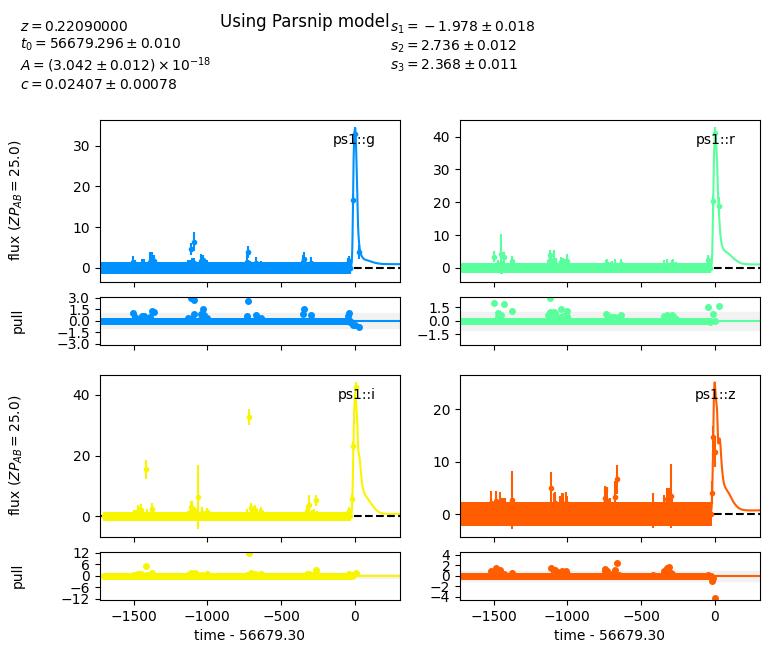 Using Parsnip model
z = 0.22090000
t0 = 56679.296 ± 0.010
A = (3.042 ± 0.012) × 10^−18
c = 0.02407 ± 0.00078
s1 = −1.978 ± 0.018
s2 = 2.736 ± 0.012
s3 = 2.368 ± 0.011
flux (ZP_AB = 25.0)
30
20
10
0
ps1::g
40
30
20
10
0
ps1::r
pull
3.0
1.5
0.0
−1.5
−3.0
1.5
0.0
−1.5
flux (ZP_AB = 25.0)
40
20
0
ps1::i
20
10
0
ps1::z
pull
12
6
0
−6
−12
4
2
0
−2
−4
−1500 −1000 −500 0
−1500 −1000 −500 0
time - 56679.30
time - 56679.30